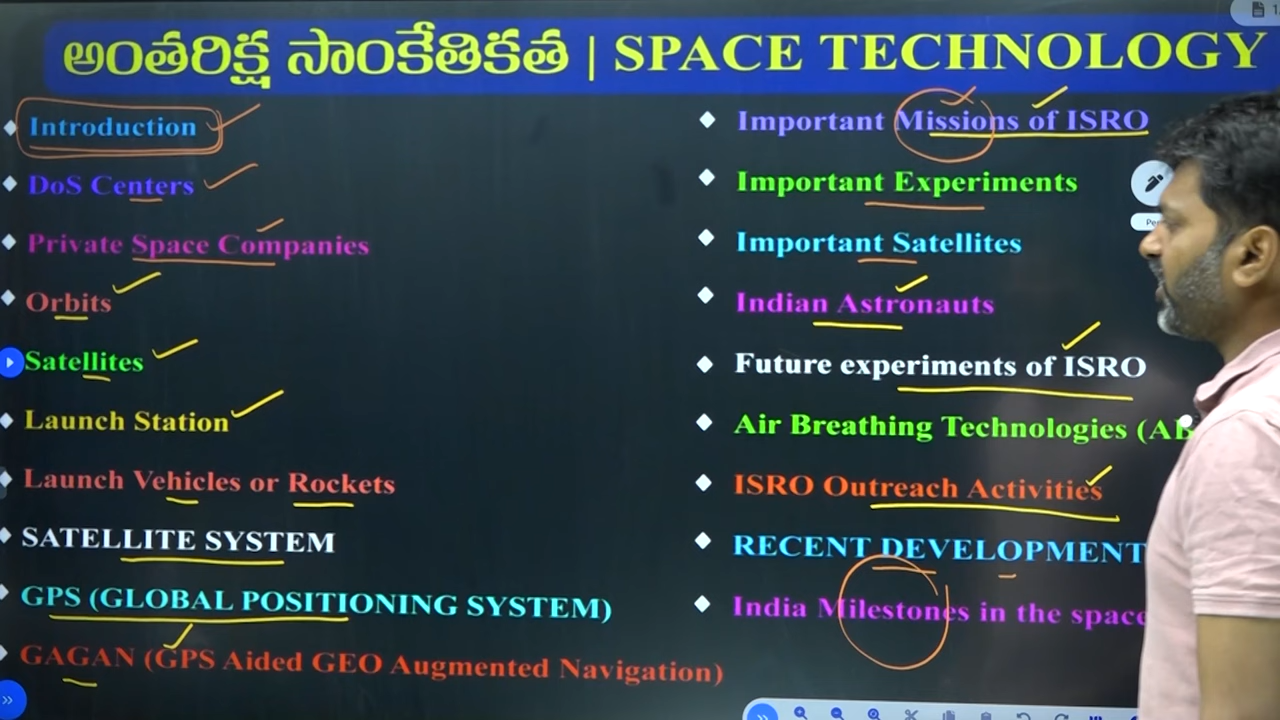 అంతరిక్ష సాంకేతికత | SPACE TECHNOLOGY
Introduction
DoS Centers
Private Space Companies
Orbits
Satellites
Launch Station
Launch Vehicles or Rockets
SATELLITE SYSTEM
GPS (GLOBAL POSITIONING SYSTEM)
GAGAN (GPS Aided GEO Augmented Navigation)
Important Missions of ISRO
Important Experiments
Important Satellites
Indian Astronauts
Future experiments of ISRO
Air Breathing Technologies
ISRO Outreach Activities
RECENT DEVELOPMENT
India Milestones in the space